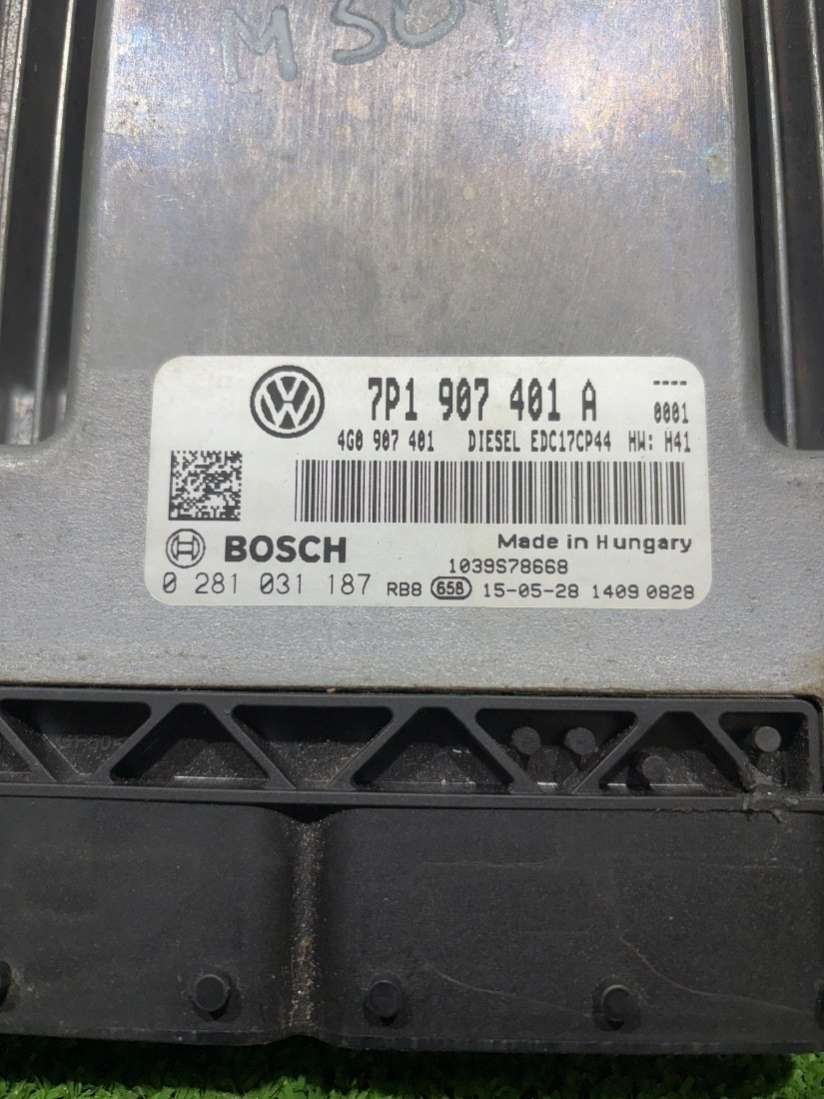 7P1 907 401 A ----
0001
4G0 907 401 DIESEL EDC17CP44 HW: H41
BOSCH Made in Hungary
1039S78668
0 281 031 187 RB8 658 15-05-28 1409 0828